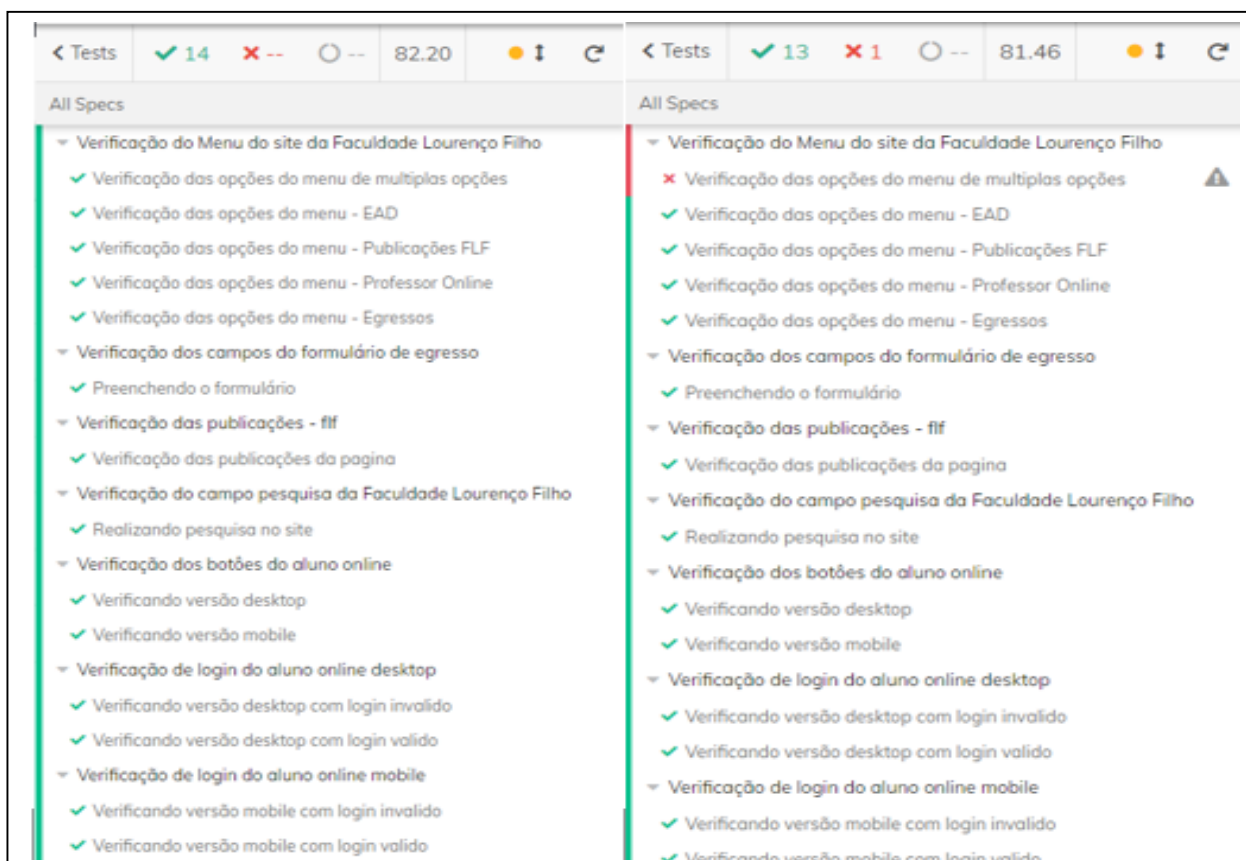 Tests 14 -- -- 82.20
All Specs
Verificação do Menu do site da Faculdade Lourenço Filho
Verificação das opções do menu de multiplas opções
Verificação das opções do menu - EAD
Verificação das opções do menu - Publicações FLF
Verificação das opções do menu - Professor Online
Verificação das opções do menu - Egressos
Verificação dos campos do formulário de egresso
Preenchendo o formulário
Verificação das publicações - flf
Verificação das publicações da pagina
Verificação do campo pesquisa da Faculdade Lourenço Filho
Realizando pesquisa no site
Verificação dos botôes do aluno online
Verificando versão desktop
Verificando versão mobile
Verificação de login do aluno online desktop
Verificando versão desktop com login invalido
Verificando versão desktop com login valido
Verificação de login do aluno online mobile
Verificando versão mobile com login invalido
Verificando versão mobile com login valido
Tests 13 1 -- 81.46
All Specs
Verificação do Menu do site da Faculdade Lourenço Filho
Verificação das opções do menu de multiplas opções
Verificação das opções do menu - EAD
Verificação das opções do menu - Publicações FLF
Verificação das opções do menu - Professor Online
Verificação das opções do menu - Egressos
Verificação dos campos do formulário de egresso
Preenchendo o formulário
Verificação das publicações - flf
Verificação das publicações da pagina
Verificação do campo pesquisa da Faculdade Lourenço Filho
Realizando pesquisa no site
Verificação dos botôes do aluno online
Verificando versão desktop
Verificando versão mobile
Verificação de login do aluno online desktop
Verificando versão desktop com login invalido
Verificando versão desktop com login valido
Verificação de login do aluno online mobile
Verificando versão mobile com login invalido
Verificando versão mobile com login valido